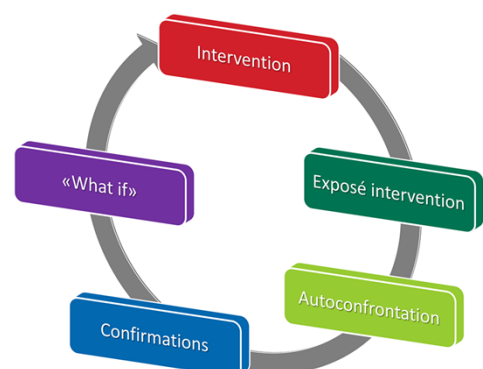 Intervention
Exposé intervention
Autoconfrontation
Confirmations
«What if»